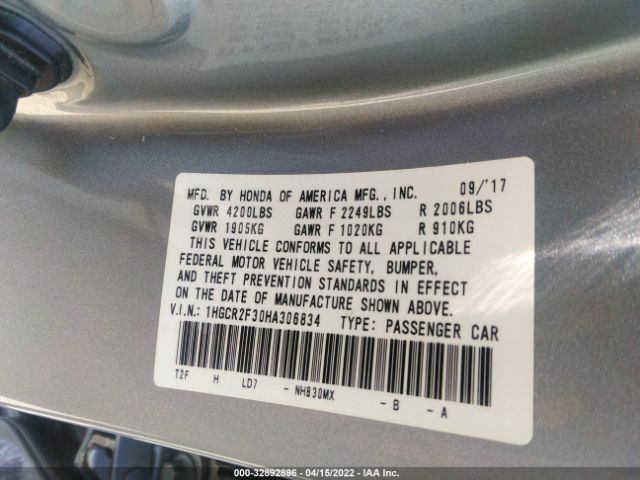 MFD. BY HONDA OF AMERICA MFG., INC. 09/'17
GVWR 4200LBS GAWR F 2249LBS R 2006LBS
GVWR 1905KG GAWR F 1020KG R 910KG
THIS VEHICLE CONFORMS TO ALL APPLICABLE
FEDERAL MOTOR VEHICLE SAFETY, BUMPER,
AND THEFT PREVENTION STANDARDS IN EFFECT
ON THE DATE OF MANUFACTURE SHOWN ABOVE.
V.I.N.: 1HGCR2F30HA306834 TYPE: PASSENGER CAR
T2F H LD7 - NH830MX - B - A
000-32892896 - 04/15/2022 - IAA Inc.